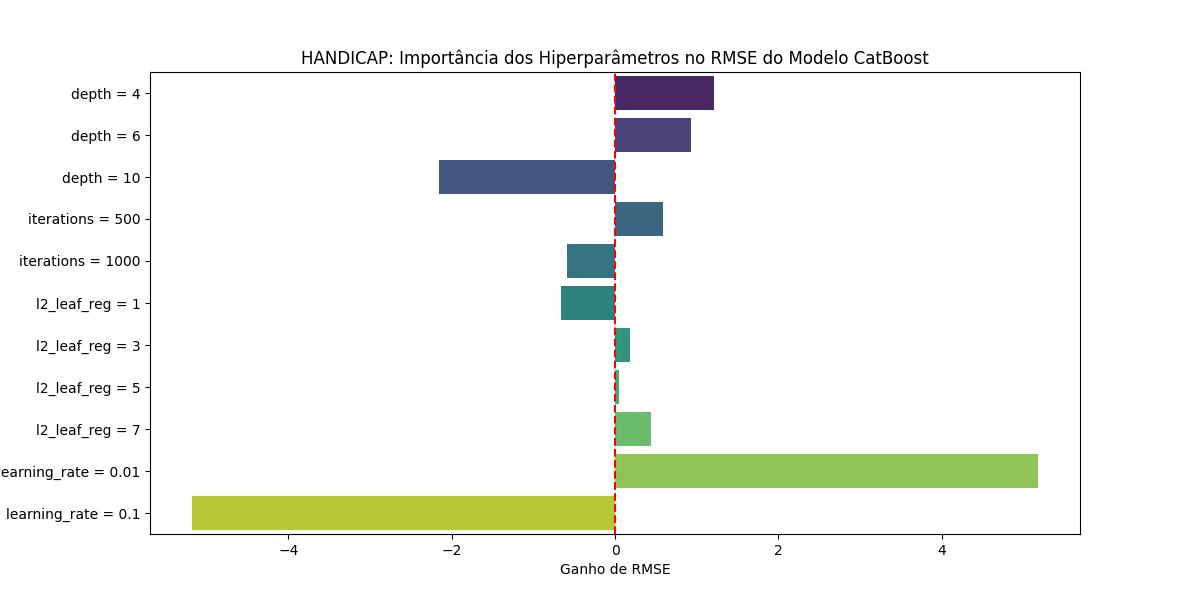 HANDICAP: Importância dos Hiperparâmetros no RMSE do Modelo CatBoost
depth = 4
depth = 6
depth = 10
iterations = 500
iterations = 1000
l2_leaf_reg = 1
l2_leaf_reg = 3
l2_leaf_reg = 5
l2_leaf_reg = 7
earning_rate = 0.01
learning_rate = 0.1
−4 −2 0 2 4
Ganho de RMSE